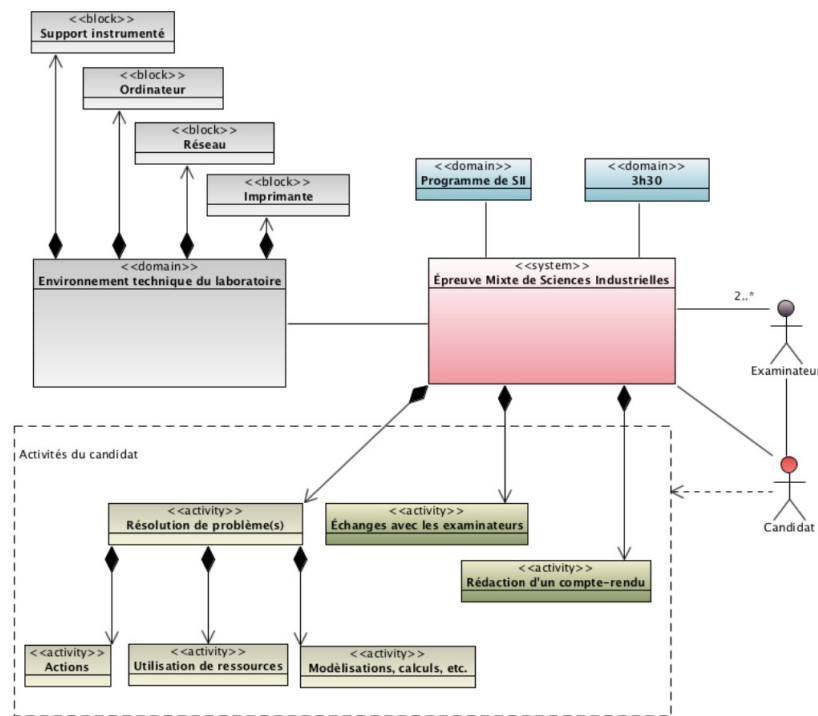 <<block>>
Support instrumenté
<<block>>
Ordinateur
<<block>>
Réseau
<<block>>
Imprimante
<<domain>>
Programme de SII
<<domain>>
3h30
<<domain>>
Environnement technique du laboratoire
<<system>>
Épreuve Mixte de Sciences Industrielles
2..*
Examinateur
Activités du candidat
Candidat
<<activity>>
Résolution de problème(s)
<<activity>>
Échanges avec les examinateurs
<<activity>>
Rédaction d'un compte-rendu
<<activity>>
Actions
<<activity>>
Utilisation de ressources
<<activity>>
Modèlisations, calculs, etc.